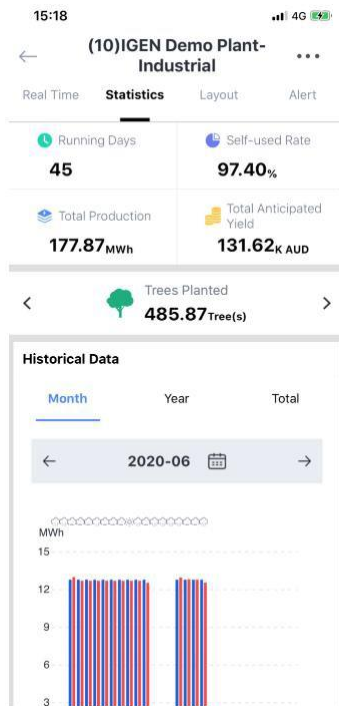 15:18 4G
(10)IGEN Demo Plant-
Industrial
Real Time Statistics Layout Alert
Running Days
45
Self-used Rate
97.40%
Total Production
177.87MWh
Total Anticipated
Yield
131.62K AUD
Trees Planted
485.87Tree(s)
Historical Data
Month Year Total
2020-06
MWh
15
12
9
6
3